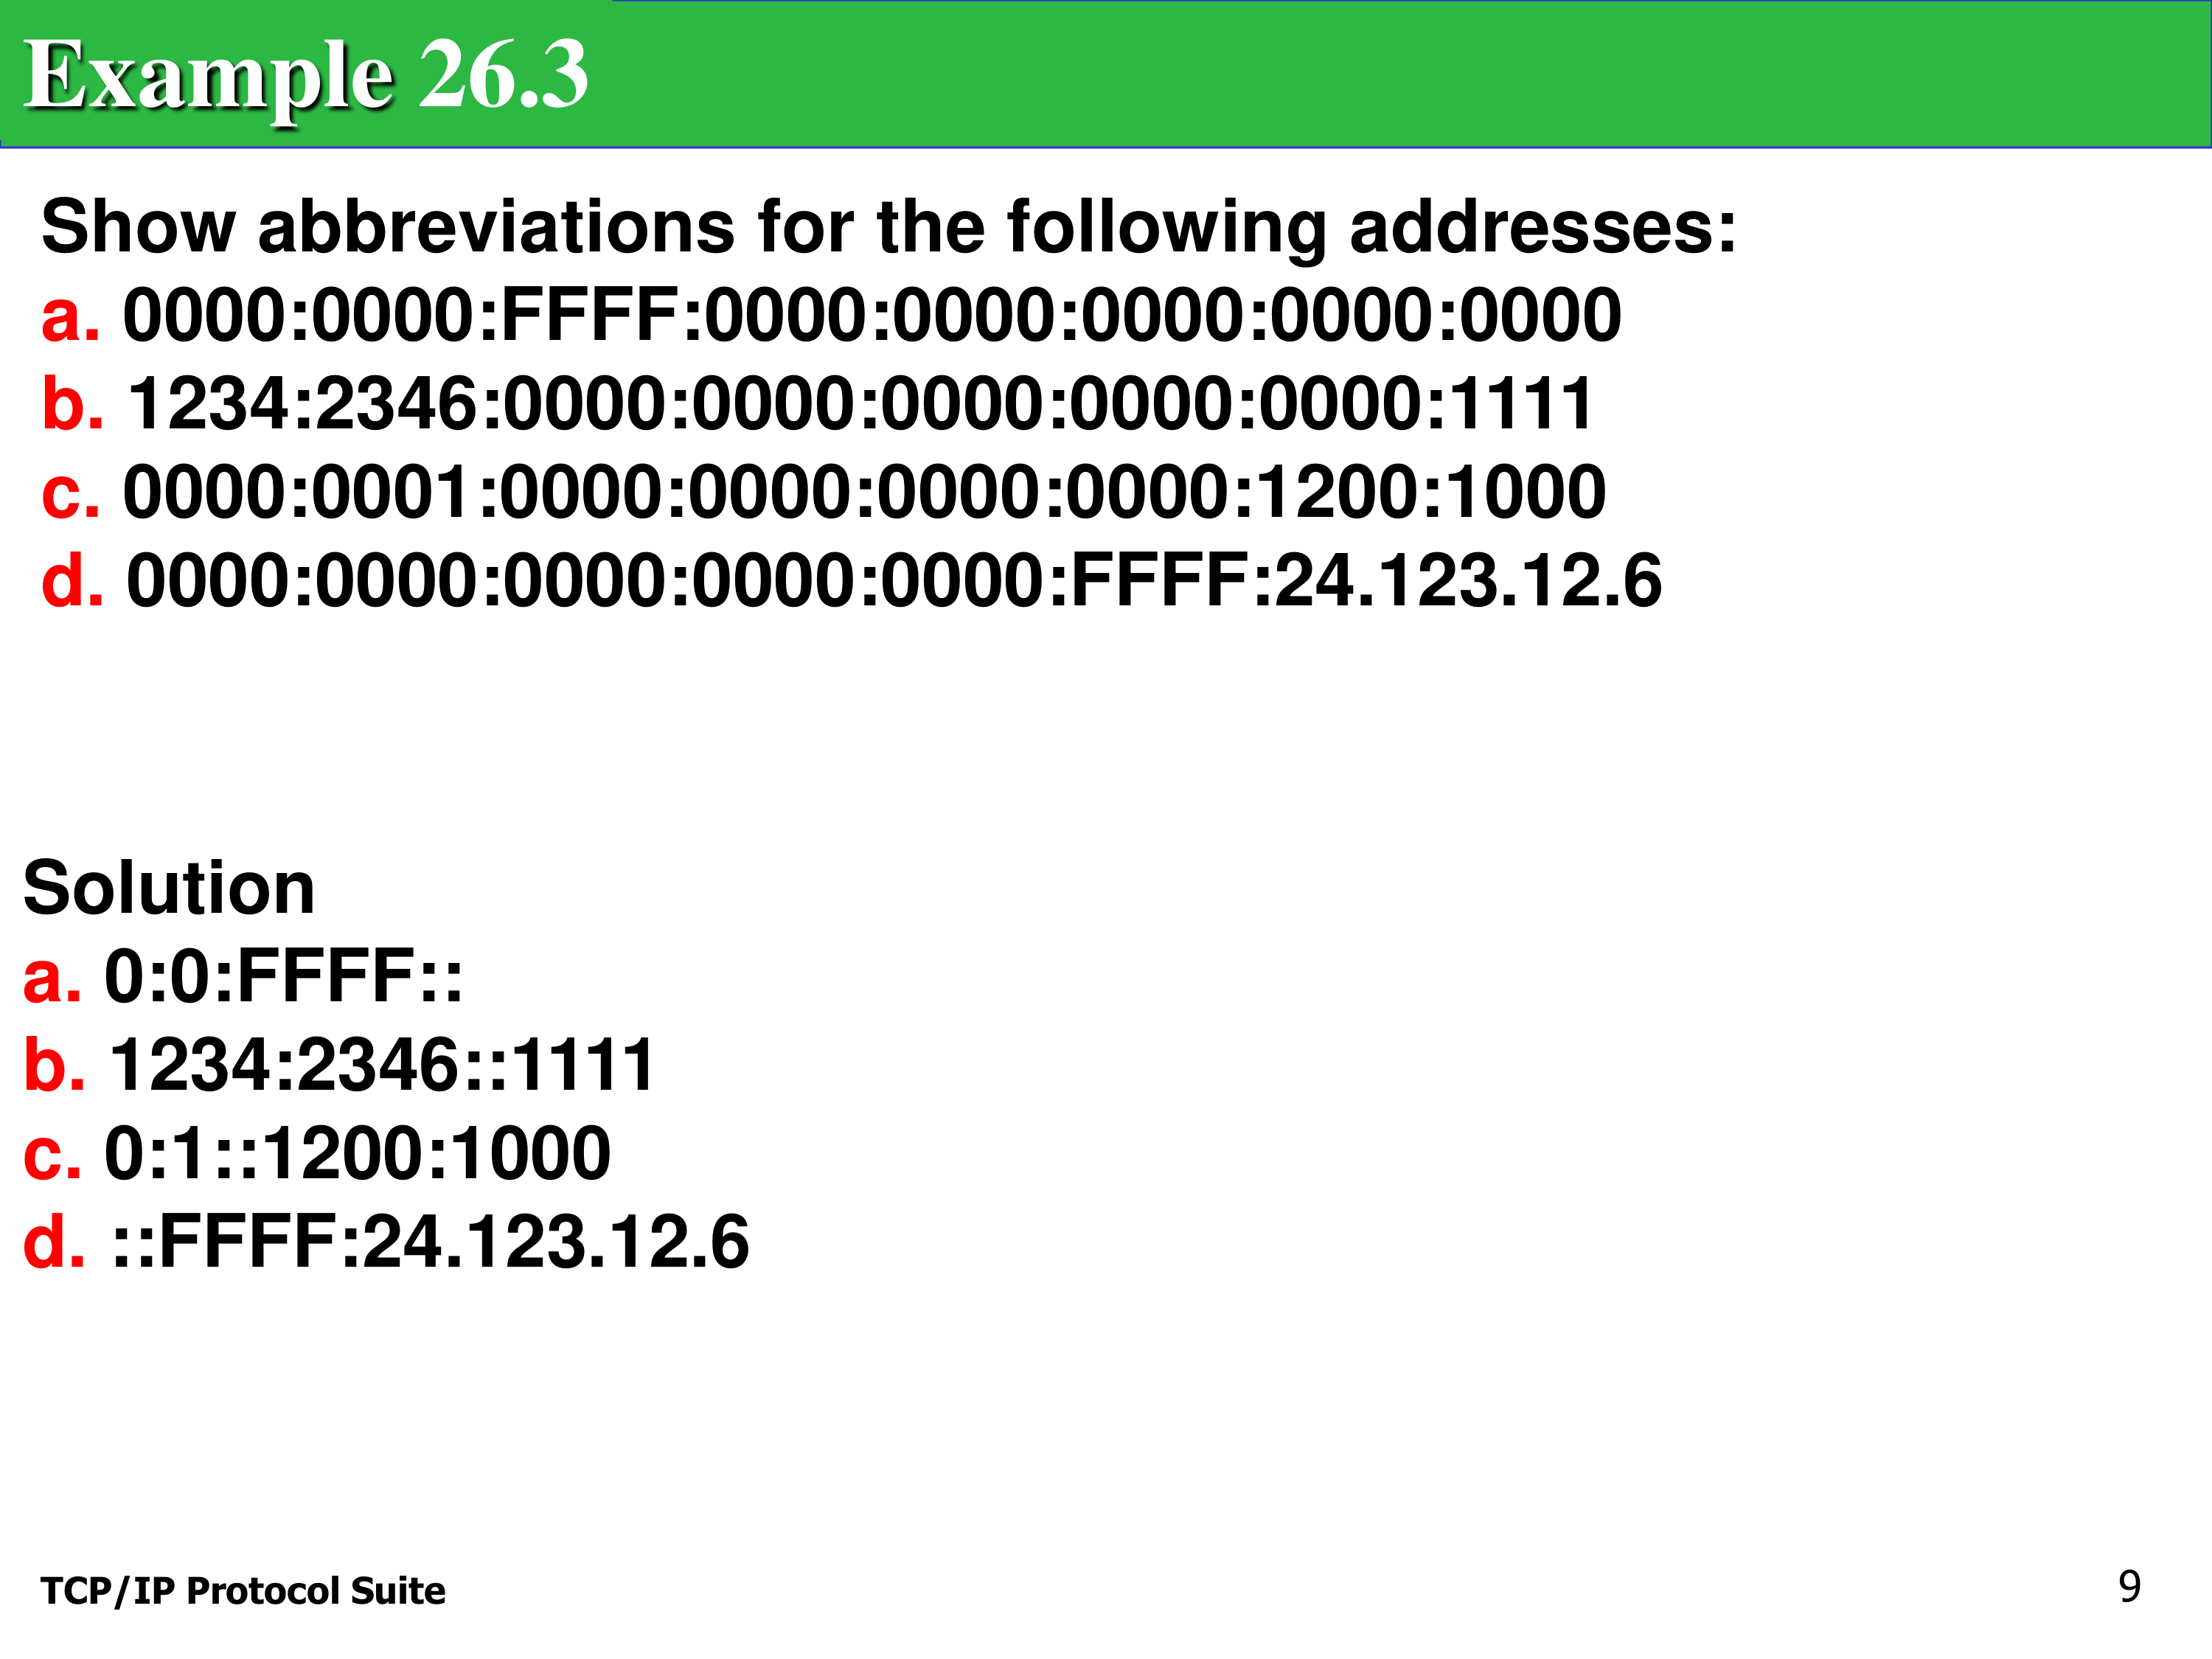 Example 26.3
Show abbreviations for the following addresses:
a. 0000:0000:FFFF:0000:0000:0000:0000:0000
b. 1234:2346:0000:0000:0000:0000:0000:1111
c. 0000:0001:0000:0000:0000:0000:1200:1000
d. 0000:0000:0000:0000:0000:FFFF:24.123.12.6
Solution
a. 0:0:FFFF::
b. 1234:2346::1111
c. 0:1::1200:1000
d. ::FFFF:24.123.12.6
TCP/IP Protocol Suite
9